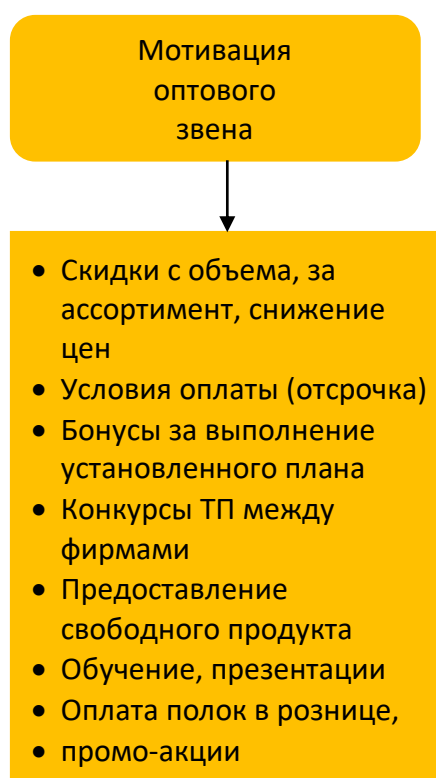 Мотивация
оптового
звена
• Скидки с объема, за
ассортимент, снижение
цен
• Условия оплаты (отсрочка)
• Бонусы за выполнение
установленного плана
• Конкурсы ТП между
фирмами
• Предоставление
свободного продукта
• Обучение, презентации
• Оплата полок в рознице,
• промо-акции